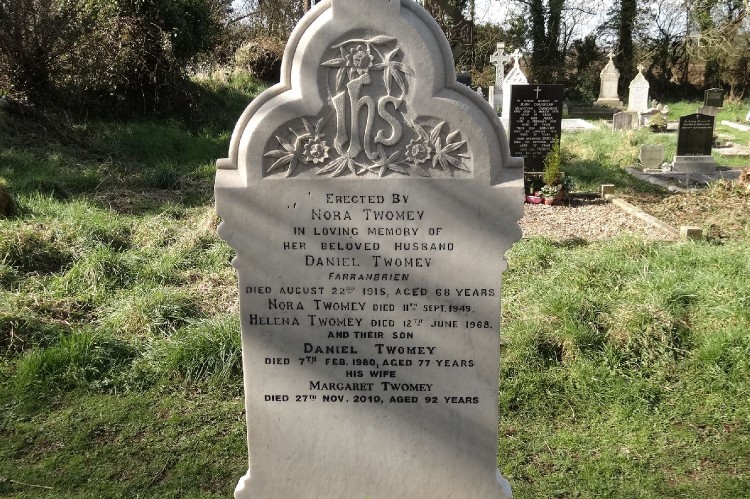 IhS
Erected By
Nora Twomey
in loving memory of
her beloved husband
Daniel Twomey
Farranbrien
died August 22nd 1918, aged 68 years
Nora Twomey died 11th Sept. 1949.
Helena Twomey died 12th June 1968.
and their son
Daniel Twomey
died 7th Feb. 1980, aged 77 years
his wife
Margaret Twomey
died 27th Nov. 2010, aged 92 years